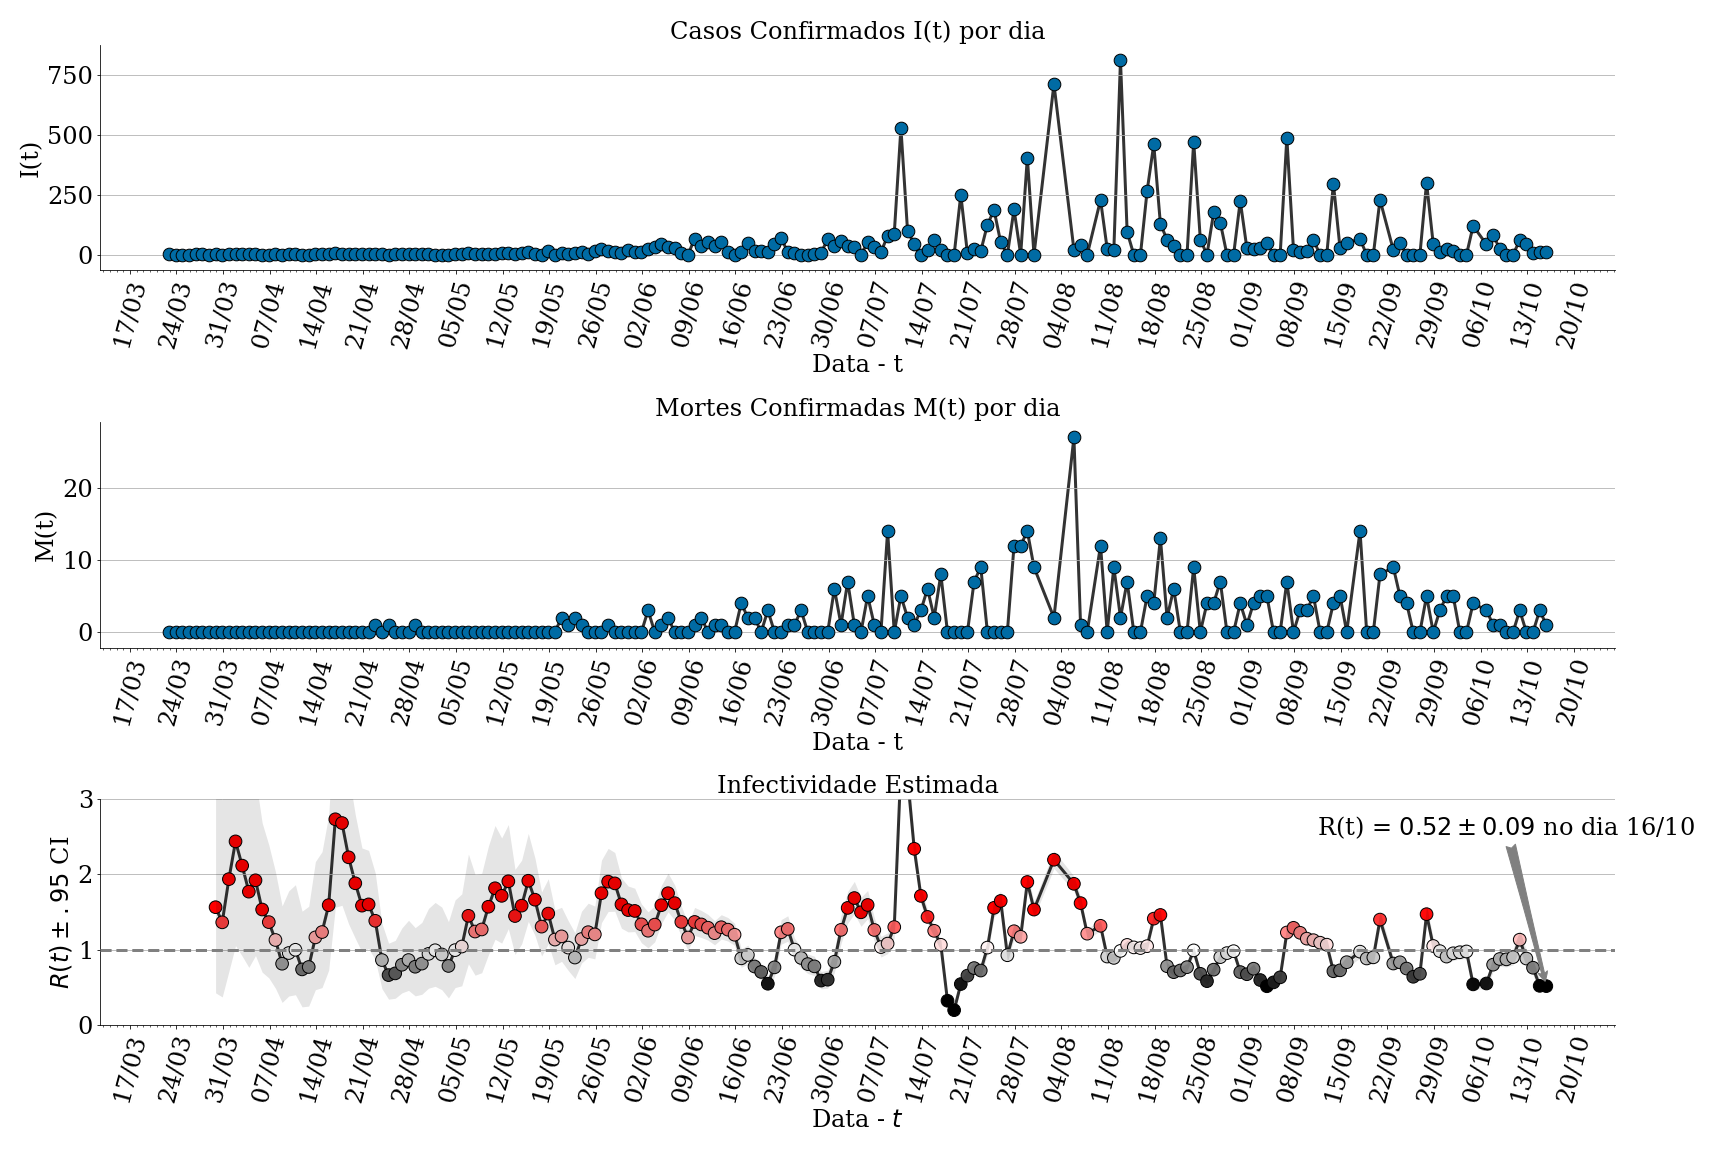 Casos Confirmados I(t) por dia
I(t)
750
500
250
0
17/03 24/03 31/03 07/04 14/04 21/04 28/04 05/05 12/05 19/05 26/05 02/06 09/06 16/06 23/06 30/06 07/07 14/07 21/07 28/07 04/08 11/08 18/08 25/08 01/09 08/09 15/09 22/09 29/09 06/10 13/10 20/10
Data - t
Mortes Confirmadas M(t) por dia
M(t)
20
10
0
17/03 24/03 31/03 07/04 14/04 21/04 28/04 05/05 12/05 19/05 26/05 02/06 09/06 16/06 23/06 30/06 07/07 14/07 21/07 28/07 04/08 11/08 18/08 25/08 01/09 08/09 15/09 22/09 29/09 06/10 13/10 20/10
Data - t
Infectividade Estimada
R(t) ± .95 CI
3
2
1
0
R(t) = 0.52 ± 0.09 no dia 16/10
17/03 24/03 31/03 07/04 14/04 21/04 28/04 05/05 12/05 19/05 26/05 02/06 09/06 16/06 23/06 30/06 07/07 14/07 21/07 28/07 04/08 11/08 18/08 25/08 01/09 08/09 15/09 22/09 29/09 06/10 13/10 20/10
Data - t